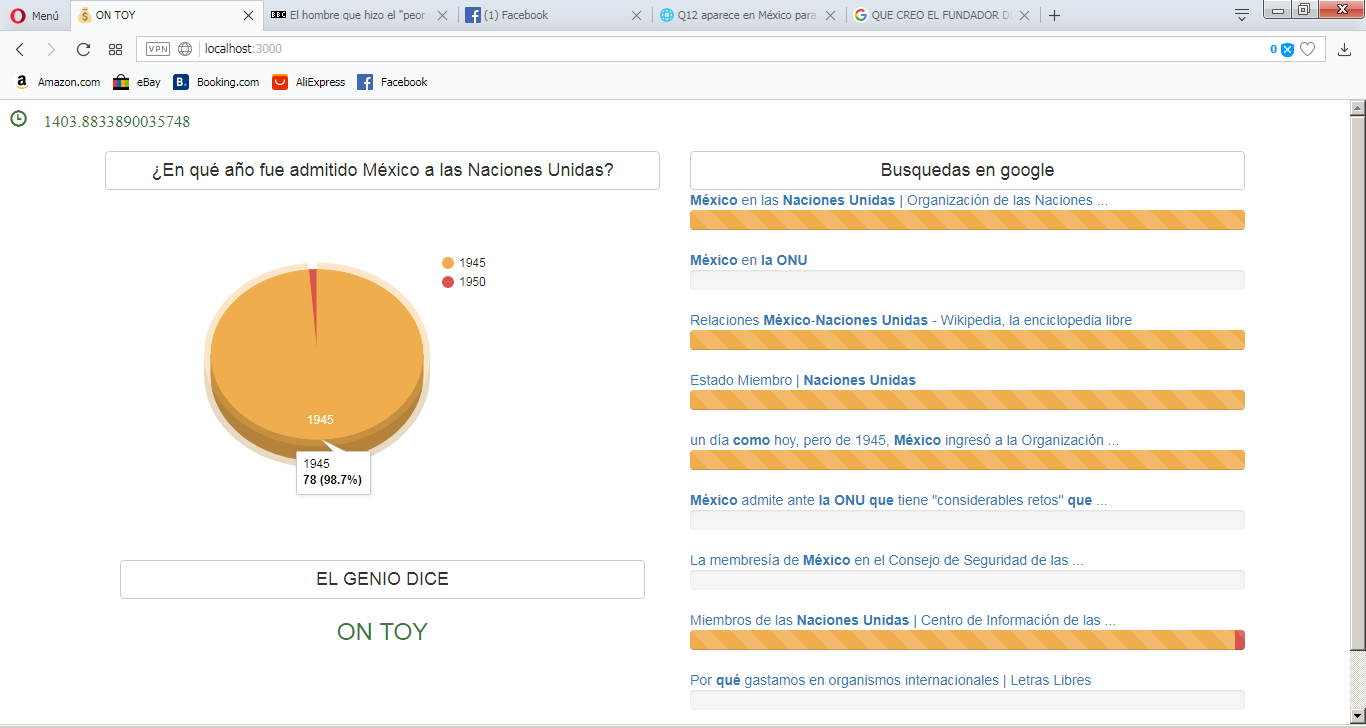 Menú
ON TOY
BBC El hombre que hizo el "peor
(1) Facebook
Q12 aparece en México para
QUE CREO EL FUNDADOR D
VPN
localhost:3000
0
Amazon.com
eBay
B. Booking.com
AliExpress
Facebook
1403.8833890035748
¿En qué año fue admitido México a las Naciones Unidas?
1945
1950
1945
1945
78 (98.7%)
EL GENIO DICE
ON TOY
Busquedas en google
México en las Naciones Unidas | Organización de las Naciones ...
México en la ONU
Relaciones México-Naciones Unidas - Wikipedia, la enciclopedia libre
Estado Miembro | Naciones Unidas
un día como hoy, pero de 1945, México ingresó a la Organización ...
México admite ante la ONU que tiene "considerables retos" que ...
La membresía de México en el Consejo de Seguridad de las ...
Miembros de las Naciones Unidas | Centro de Información de las ...
Por qué gastamos en organismos internacionales | Letras Libres